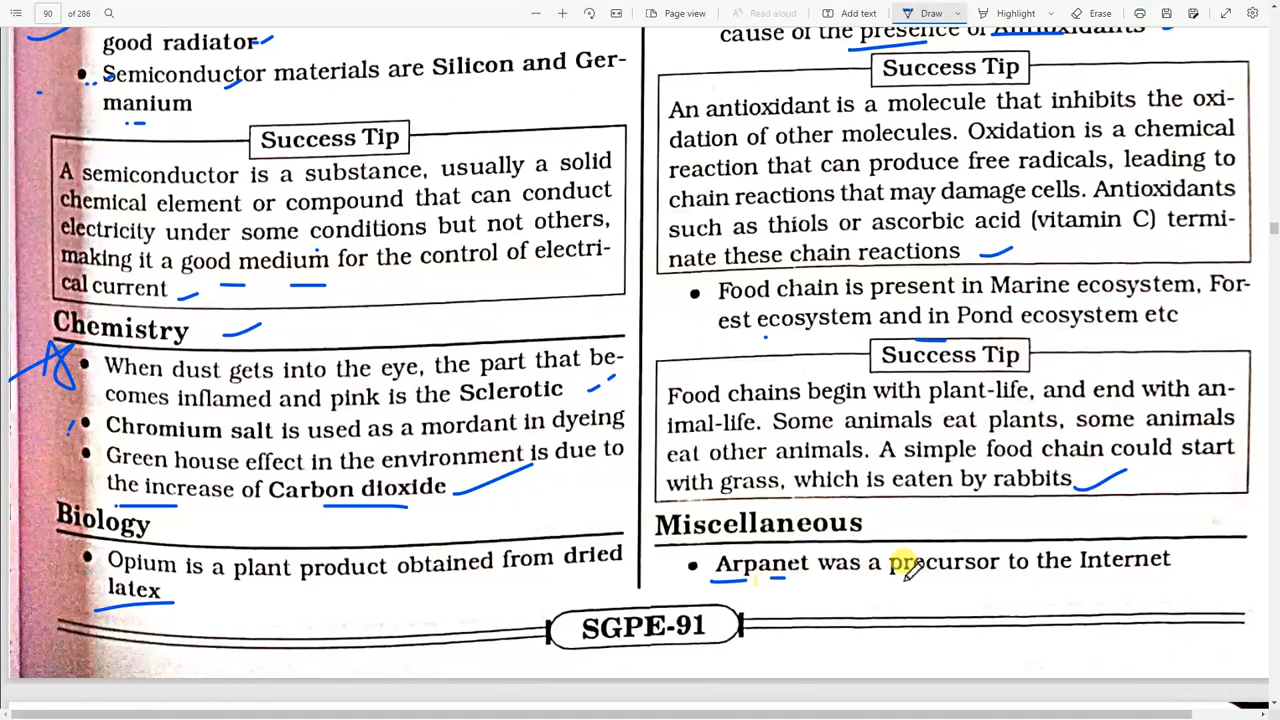 90
of 286
Page view
Read aloud
Add text
Draw
Highlight
Erase
good radiator
Semiconductor materials are Silicon and Ger-
manium
Success Tip
A semiconductor is a substance, usually a solid
chemical element or compound that can conduct
electricity under some conditions but not others,
making it a good medium for the control of electri-
cal current
Chemistry
When dust gets into the eye, the part that be-
comes inflamed and pink is the Sclerotic
Chromium salt is used as a mordant in dyeing
Green house effect in the environment is due to
the increase of Carbon dioxide
Biology
Opium is a plant product obtained from dried
latex
cause of the presence of Antioxidants
Success Tip
An antioxidant is a molecule that inhibits the oxi-
dation of other molecules. Oxidation is a chemical
reaction that can produce free radicals, leading to
chain reactions that may damage cells. Antioxidants
such as thiols or ascorbic acid (vitamin C) termi-
nate these chain reactions
Food chain is present in Marine ecosystem, For-
est ecosystem and in Pond ecosystem etc
Success Tip
Food chains begin with plant-life, and end with an-
imal-life. Some animals eat plants, some animals
eat other animals. A simple food chain could start
with grass, which is eaten by rabbits
Miscellaneous
Arpanet was a precursor to the Internet
SGPE-91